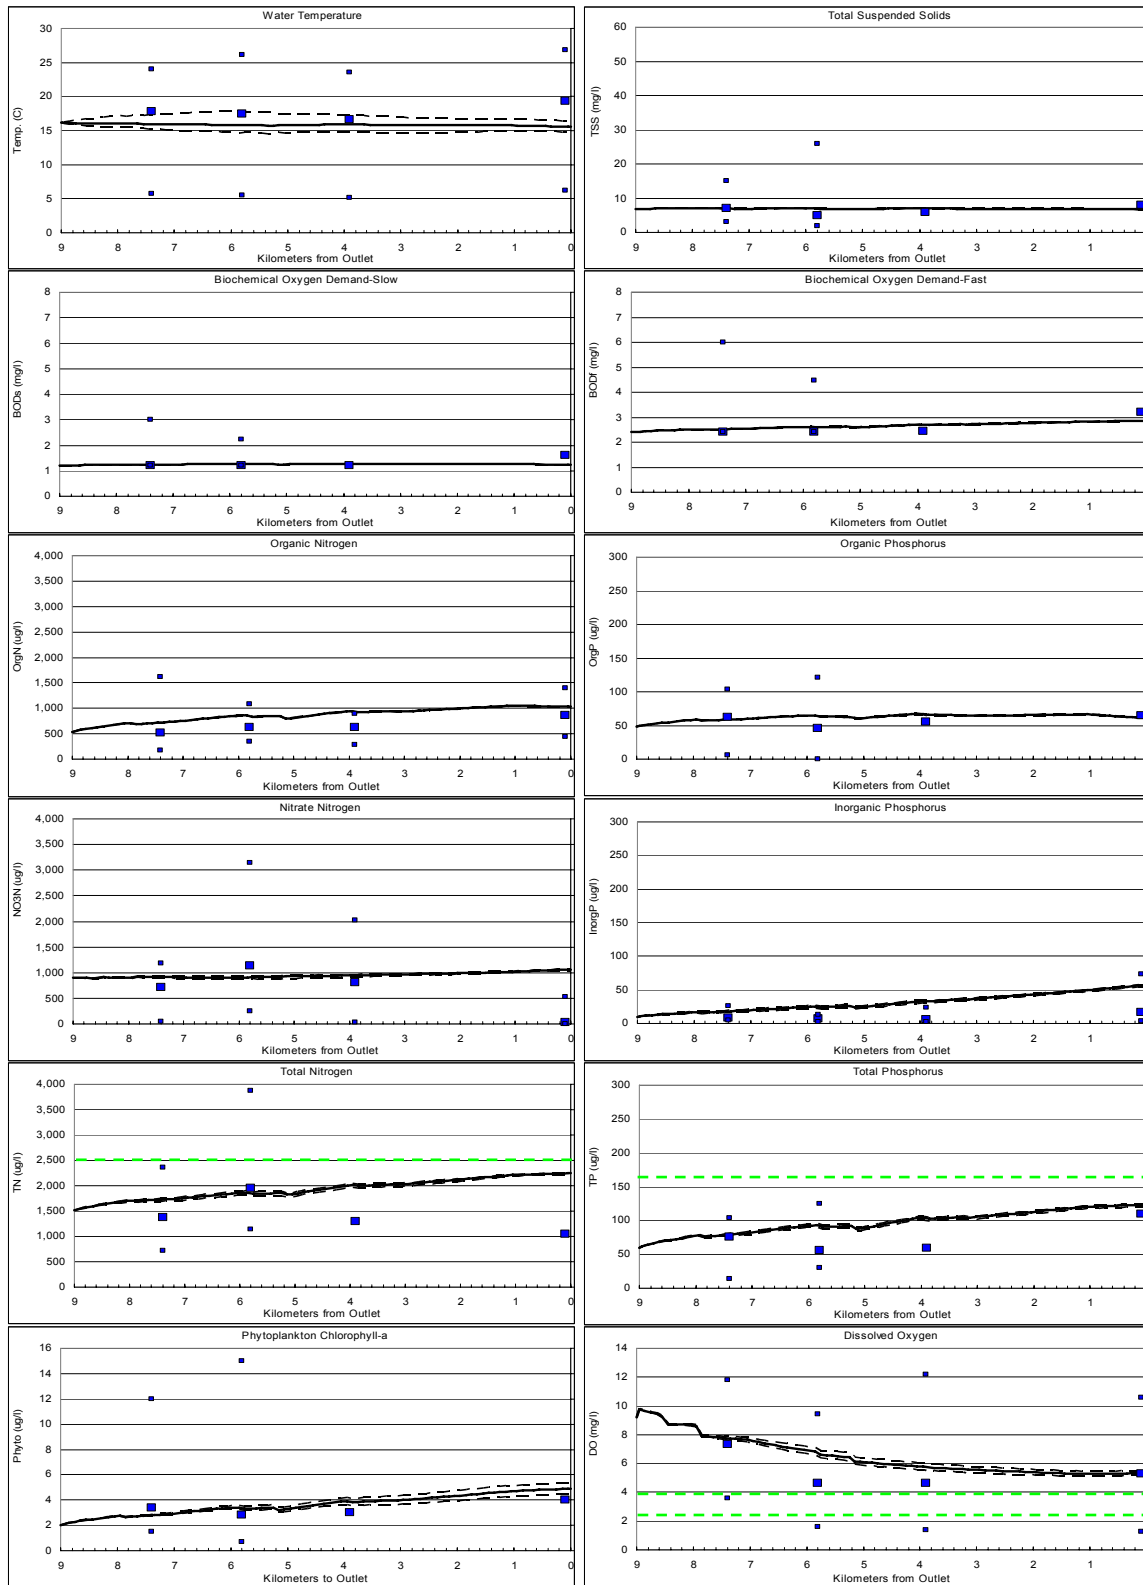 Water Temperature
30
25
20
15
10
5
0
Temp. (C)
9 8 7 6 5 4 3 2 1 0
Kilometers from Outlet
Total Suspended Solids
60
50
40
30
20
10
0
TSS (mg/l)
9 8 7 6 5 4 3 2 1
Kilometers from Outlet
Biochemical Oxygen Demand-Slow
8
7
6
5
4
3
2
1
0
BODs (mg/l)
9 8 7 6 5 4 3 2 1 0
Kilometers from Outlet
Biochemical Oxygen Demand-Fast
8
7
6
5
4
3
2
1
0
BODf (mg/l)
9 8 7 6 5 4 3 2 1
Kilometers from Outlet
Organic Nitrogen
4,000
3,500
3,000
2,500
2,000
1,500
1,000
500
0
OrgN (ug/l)
9 8 7 6 5 4 3 2 1 0
Kilometers from Outlet
Organic Phosphorus
300
250
200
150
100
50
0
OrgP (ug/l)
9 8 7 6 5 4 3 2 1
Kilometers from Outlet
Nitrate Nitrogen
4,000
3,500
3,000
2,500
2,000
1,500
1,000
500
0
NO3N (ug/l)
9 8 7 6 5 4 3 2 1 0
Kilometers from Outlet
Inorganic Phosphorus
300
250
200
150
100
50
0
InorgP (ug/l)
9 8 7 6 5 4 3 2 1
Kilometers from Outlet
Total Nitrogen
4,000
3,500
3,000
2,500
2,000
1,500
1,000
500
0
TN (ug/l)
9 8 7 6 5 4 3 2 1 0
Kilometers from Outlet
Total Phosphorus
300
250
200
150
100
50
0
TP (ug/l)
9 8 7 6 5 4 3 2 1
Kilometers from Outlet
Phytoplankton Chlorophyll-a
16
14
12
10
8
6
4
2
0
Phyto (ug/l)
9 8 7 6 5 4 3 2 1 0
Kilometers to Outlet
Dissolved Oxygen
14
12
10
8
6
4
2
0
DO (mg/l)
9 8 7 6 5 4 3 2 1
Kilometers from Outlet